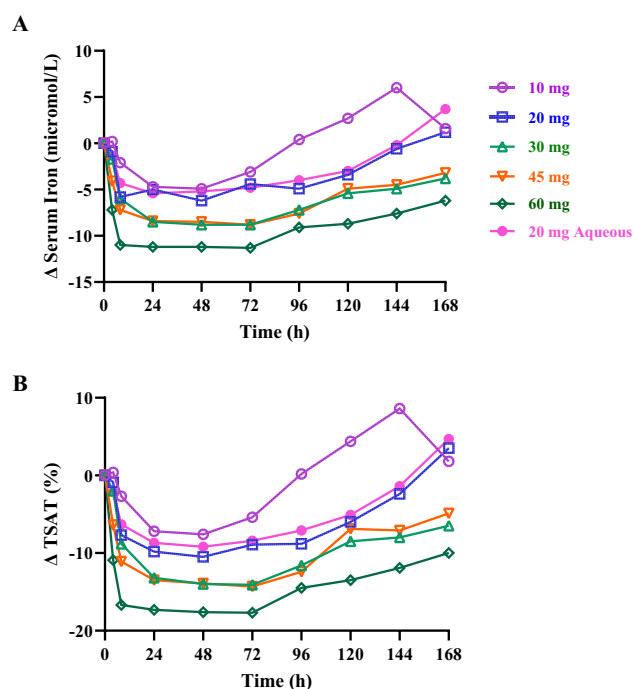 A
10
5
0
-5
-10
-15
Δ Serum Iron (micromol/L)
0 24 48 72 96 120 144 168
Time (h)
10 mg
20 mg
30 mg
45 mg
60 mg
20 mg Aqueous
B
10
0
-10
-20
Δ TSAT (%)
0 24 48 72 96 120 144 168
Time (h)